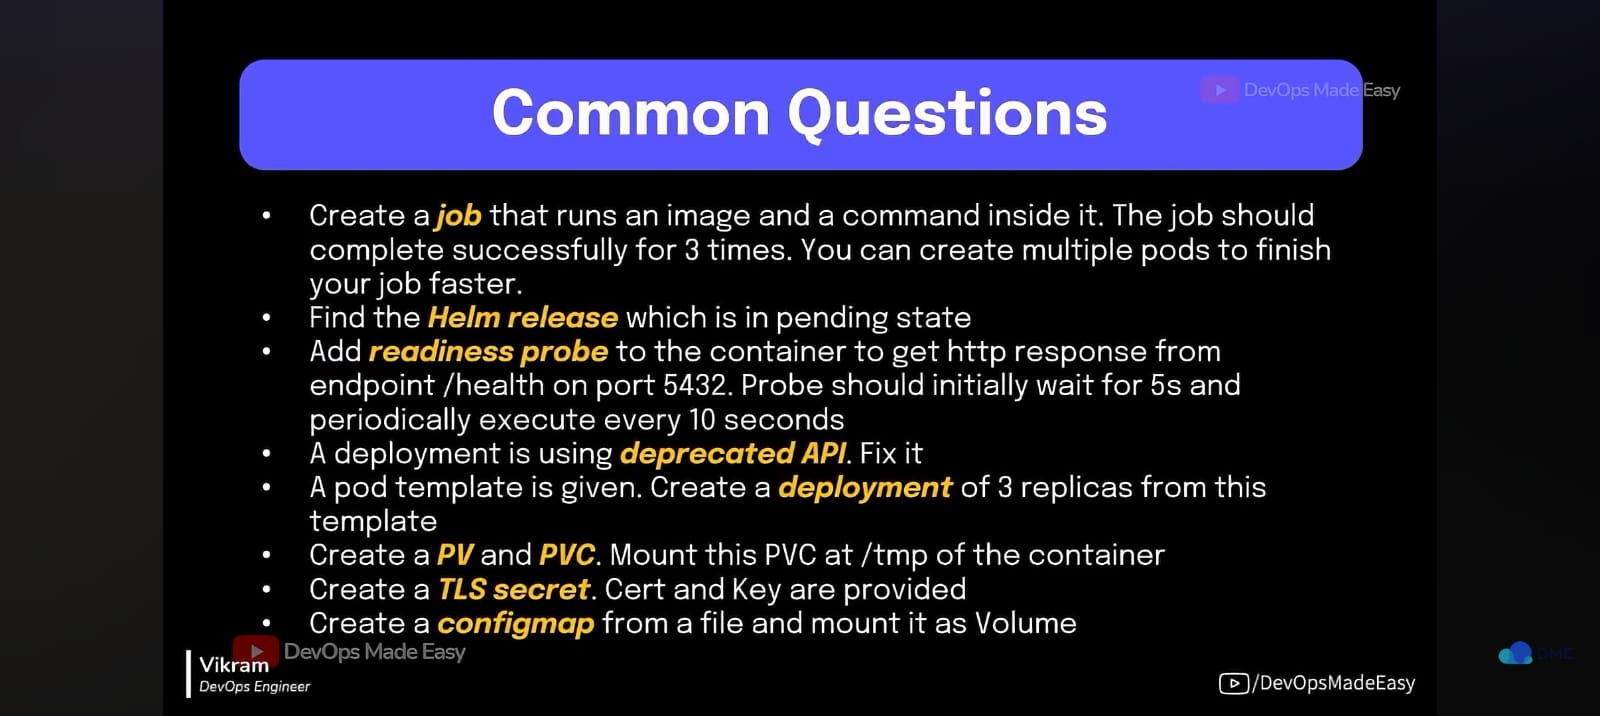 DevOps Made Easy
Common Questions
• Create a job that runs an image and a command inside it. The job should
complete successfully for 3 times. You can create multiple pods to finish
your job faster.
• Find the Helm release which is in pending state
• Add readiness probe to the container to get http response from
endpoint /health on port 5432. Probe should initially wait for 5s and
periodically execute every 10 seconds
• A deployment is using deprecated API. Fix it
• A pod template is given. Create a deployment of 3 replicas from this
template
• Create a PV and PVC. Mount this PVC at /tmp of the container
• Create a TLS secret. Cert and Key are provided
• Create a configmap from a file and mount it as Volume
DevOps Made Easy
Vikram
DevOps Engineer
DME
/DevOpsMadeEasy